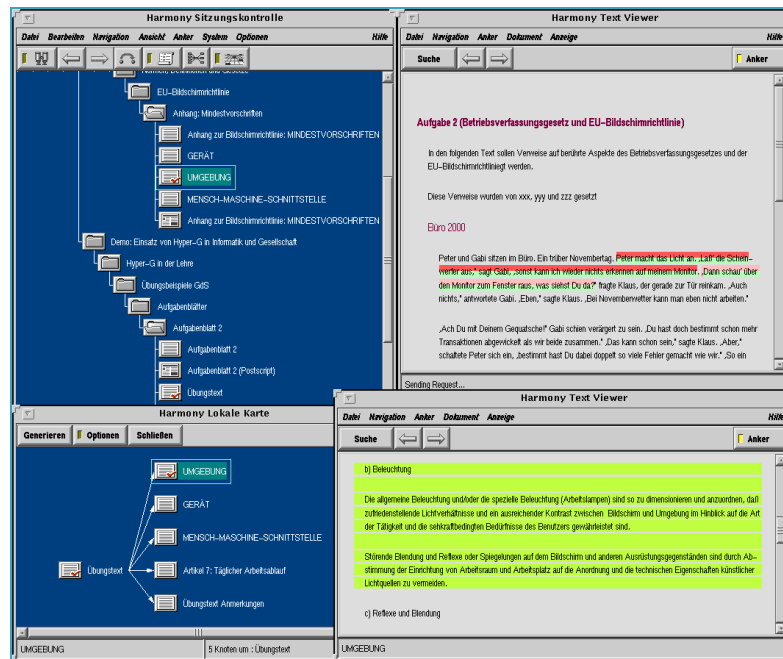 Harmony Sitzungskontrolle
Datei Bearbeiten Navigation Ansicht Anker System Optionen Hilfe
Normen, Definitionen und Gesetze
EU-Bildschirmrichtlinie
Anhang: Mindestvorschriften
Anhang zur Bildschirmrichtlinie: MINDESTVORSCHRIFTEN
GERÄT
UMGEBUNG
MENSCH-MASCHINE-SCHNITTSTELLE
Anhang zur Bildschirmrichtlinie: MINDESTVORSCHRIFTEN
Demo: Einsatz von Hyper-G in Informatik und Gesellschaft
Hyper-G in der Lehre
Übungsbeispiele GdS
Aufgabenblätter
Aufgabenblatt 2
Aufgabenblatt 2
Aufgabenblatt 2 (Postscript)
Übungstext
Harmony Text Viewer
Datei Navigation Anker Dokument Anzeige Hilfe
Suche Anker
Aufgabe 2 (Betriebsverfassungsgesetz und EU-Bildschirmrichtlinie)
In den folgenden Text sollen Verweise auf berührte Aspekte des Betriebsverfassungsgesetzes und der
EU-Bildschirmrichtliniegt werden.
Diese Verweise wurden von xxx, yyy und zzz gesetzt
Büro 2000
Peter und Gabi sitzen im Büro. Ein trüber Novembertag. Peter macht das Licht an. „Laß' die Schein-
werfer aus," sagt Gabi, „sonst kann ich wieder nichts erkennen auf meinem Monitor. „Dann schau' über
den Monitor zum Fenster raus, was siehst Du da?" fragte Klaus, der gerade zur Tür reinkam. „Auch
nichts," antwortete Gabi. „Eben," sagte Klaus. „Bei Novemberwetter kann man eben nicht arbeiten."
„Ach Du mit Deinem Gequatsche!" Gabi schien verärgert zu sein. „Du hast doch bestimmt schon mehr
Transaktionen abgewickelt als wir beide zusammen." „Das kann schon sein," sagte Klaus. „Aber,"
schaltete Peter sich ein, „bestimmt hast Du dabei doppelt so viele Fehler gemacht wie wir." „So ein
Sending Request...
Harmony Lokale Karte
Generieren Optionen Schließen
UMGEBUNG
GERÄT
MENSCH-MASCHINE-SCHNITTSTELLE
Übungstext
Artikel 7: Täglicher Arbeitsablauf
Übungstext Anmerkungen
UMGEBUNG
5 Knoten um : Übungstext
Harmony Text Viewer
Datei Navigation Anker Dokument Anzeige Hilfe
Suche Anker
b) Beleuchtung
Die allgemeine Beleuchtung und/oder die spezielle Beleuchtung (Arbeitslampen) sind so zu dimensionieren und anzuordnen, daß
zufriedenstellende Lichtverhältnisse und ein ausreichender Kontrast zwischen Bildschirm und Umgebung im Hinblick auf die Art
der Tätigkeit und die sehkraftbedingten Bedürfnisse des Benutzers gewährleistet sind.
Störende Blendung und Reflexe oder Spiegelungen auf dem Bildschirm und anderen Ausrüstungsgegenständen sind durch Ab-
stimmung der Einrichtung von Arbeitsraum und Arbeitsplatz auf die Anordnung und die technischen Eigenschaften künstlicher
Lichtquellen zu vermeiden.
c) Reflexe und Blendung
UMGEBUNG